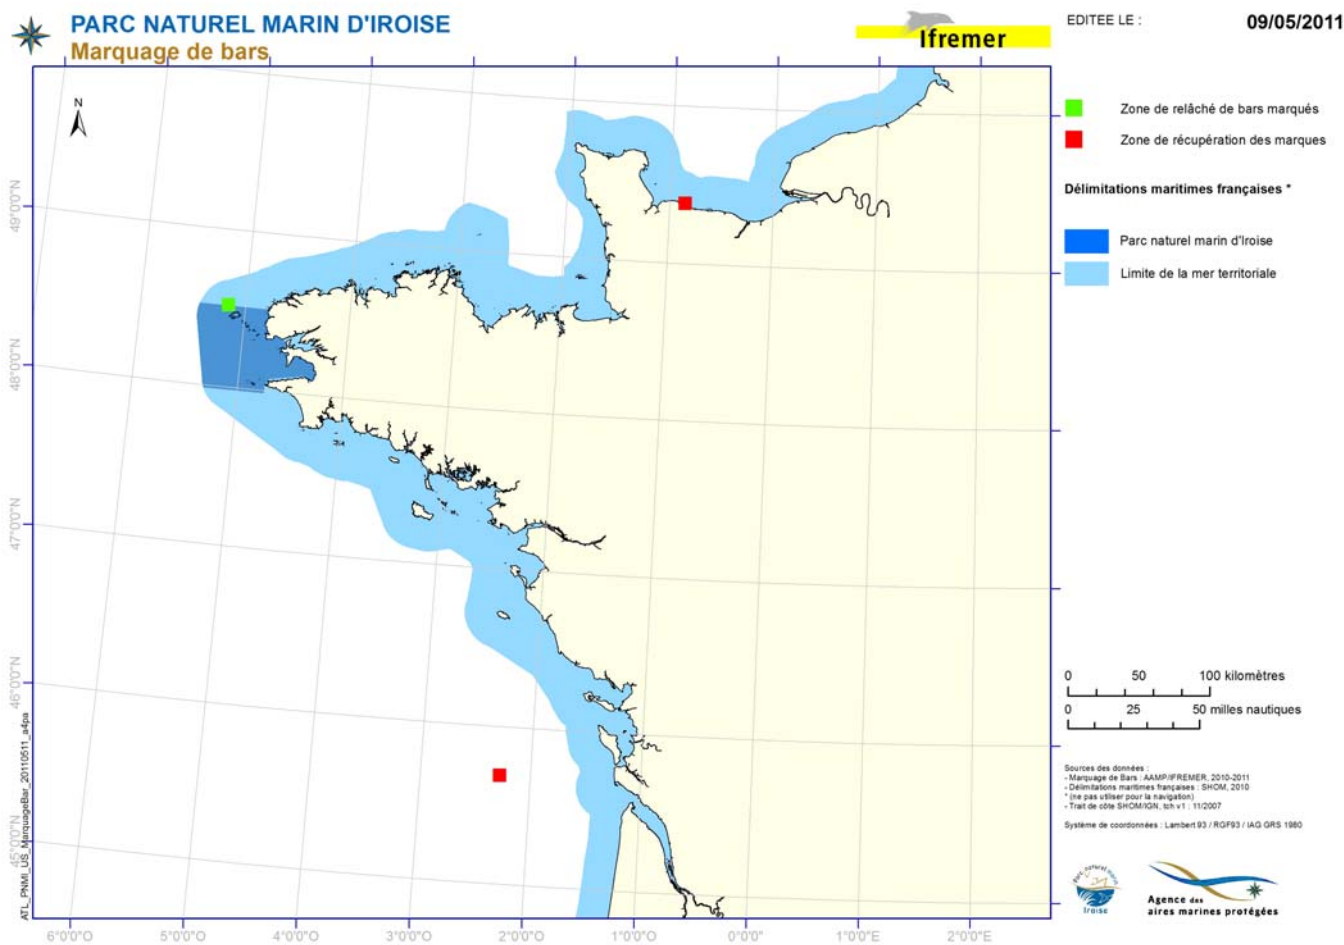 PARC NATUREL MARIN D'IROISE
Marquage de bars
Ifremer
EDITEE LE : 09/05/2011
N
Zone de relâché de bars marqués
Zone de récupération des marques
Délimitations maritimes françaises *
Parc naturel marin d'Iroise
Limite de la mer territoriale
49°0'0"N
48°0'0"N
47°0'0"N
46°0'0"N
45°0'0"N
ATL_PNMI_US_MarquageBar_20110511_a4pa
6°0'0"O 5°0'0"O 4°0'0"O 3°0'0"O 2°0'0"O 1°0'0"O 0°0'0" 1°0'0"E 2°0'0"E
0 50 100 kilomètres
0 25 50 milles nautiques
Sources des données :
- Marquage de Bars : AAMP/IFREMER, 2010-2011
- Délimitations maritimes françaises : SHOM, 2010
* (ne pas utiliser pour la navigation)
- Trait de côte SHOM/IGN, tch v1 : 11/2007
Système de coordonnées : Lambert 93 / RGF93 / IAG GRS 1980
parc naturel marin
Iroise
Agence des
aires marines protégées